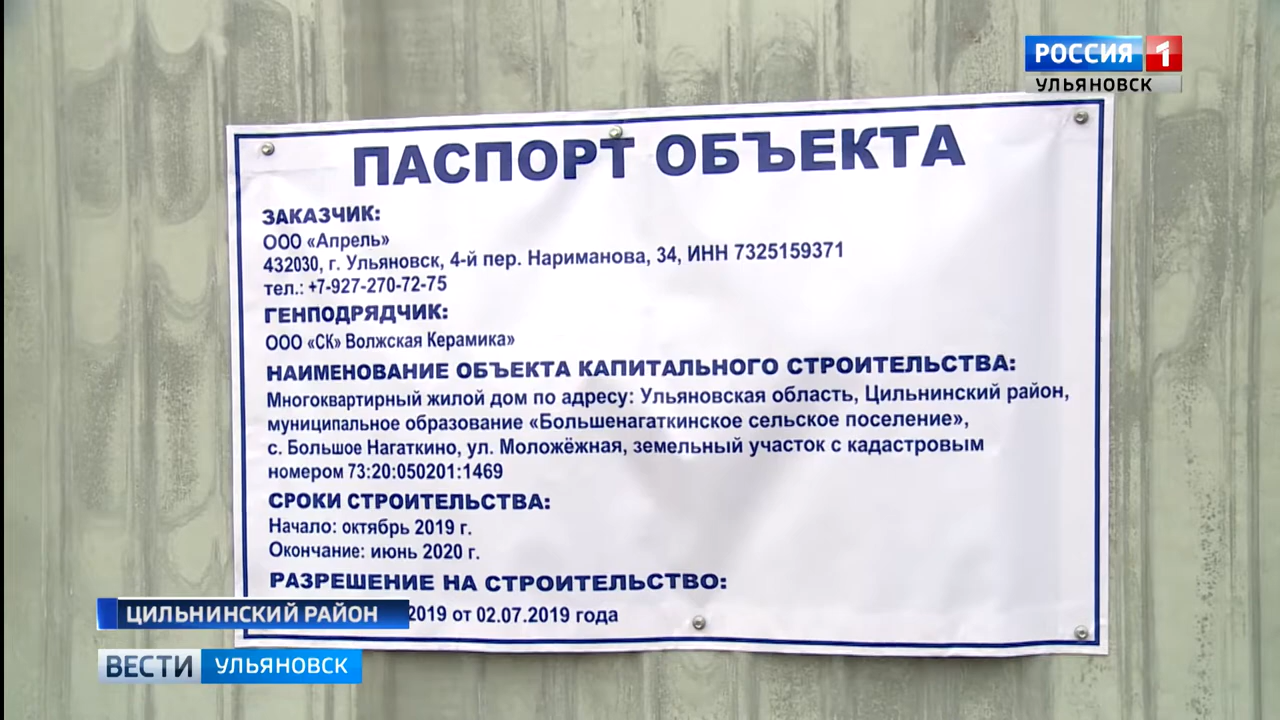 РОССИЯ 1
УЛЬЯНОВСК
ПАСПОРТ ОБЪЕКТА
ЗАКАЗЧИК:
ООО «Апрель»
432030, г. Ульяновск, 4-й пер. Нариманова, 34, ИНН 7325159371
тел.: +7-927-270-72-75
ГЕНПОДРЯДЧИК:
ООО «СК» Волжская Керамика»
НАИМЕНОВАНИЕ ОБЪЕКТА КАПИТАЛЬНОГО СТРОИТЕЛЬСТВА:
Многоквартирный жилой дом по адресу: Ульяновская область, Цильнинский район,
муниципальное образование «Большенагаткинское сельское поселение»,
с. Большое Нагаткино, ул. Моложёжная, земельный участок с кадастровым
номером 73:20:050201:1469
СРОКИ СТРОИТЕЛЬСТВА:
Начало: октябрь 2019 г.
Окончание: июнь 2020 г.
РАЗРЕШЕНИЕ НА СТРОИТЕЛЬСТВО:
2019 от 02.07.2019 года
ЦИЛЬНИНСКИЙ РАЙОН
ВЕСТИ УЛЬЯНОВСК